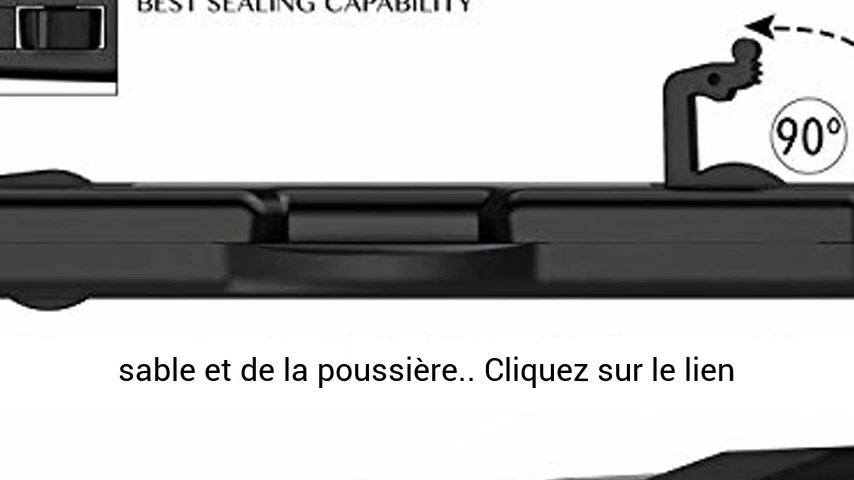 BEST SEALING CAPABILITY
90°
sable et de la poussière.. Cliquez sur le lien